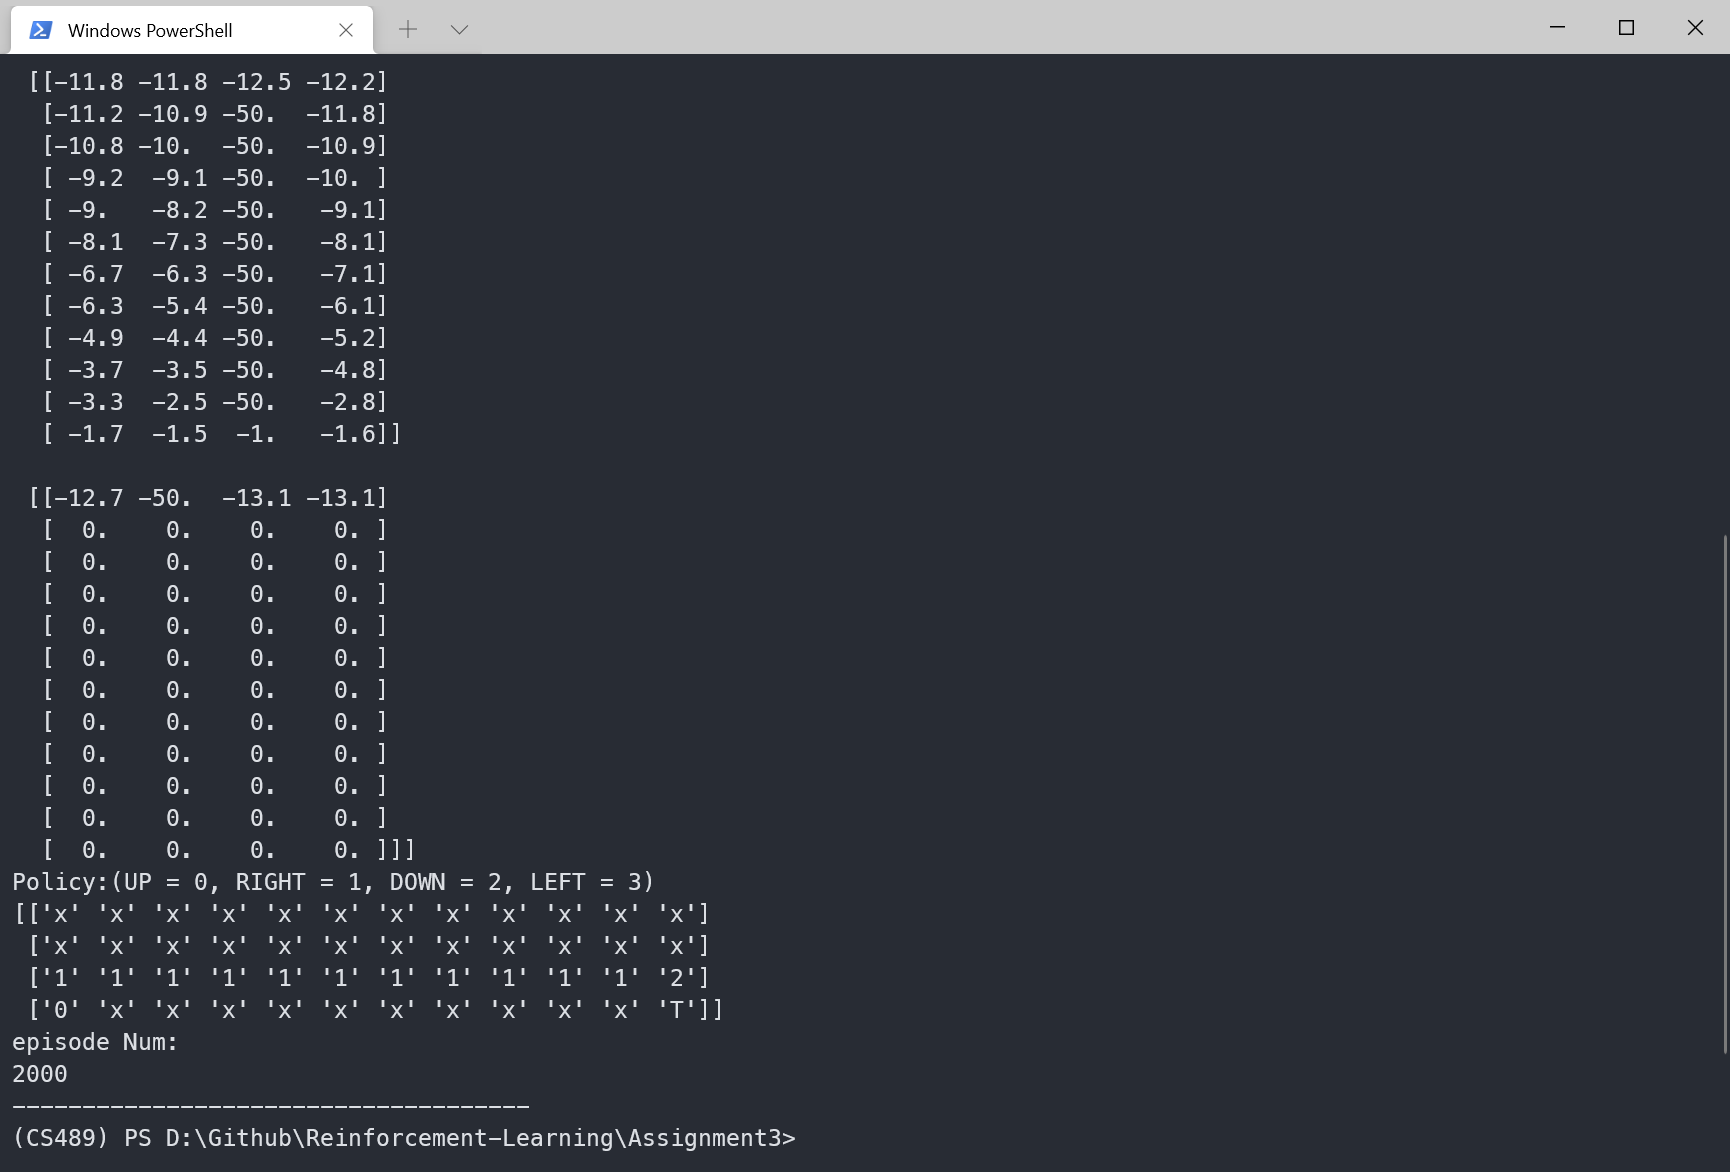 Windows PowerShell
[[-11.8 -11.8 -12.5 -12.2]
[-11.2 -10.9 -50.  -11.8]
[-10.8 -10.  -50.  -10.9]
[ -9.2  -9.1 -50.  -10. ]
[ -9.   -8.2 -50.   -9.1]
[ -8.1  -7.3 -50.   -8.1]
[ -6.7  -6.3 -50.   -7.1]
[ -6.3  -5.4 -50.   -6.1]
[ -4.9  -4.4 -50.   -5.2]
[ -3.7  -3.5 -50.   -4.8]
[ -3.3  -2.5 -50.   -2.8]
[ -1.7  -1.5  -1.   -1.6]]
[[-12.7 -50.  -13.1 -13.1]
[  0.    0.    0.    0. ]
[  0.    0.    0.    0. ]
[  0.    0.    0.    0. ]
[  0.    0.    0.    0. ]
[  0.    0.    0.    0. ]
[  0.    0.    0.    0. ]
[  0.    0.    0.    0. ]
[  0.    0.    0.    0. ]
[  0.    0.    0.    0. ]
[  0.    0.    0.    0. ]
[  0.    0.    0.    0. ]]]
Policy:(UP = 0, RIGHT = 1, DOWN = 2, LEFT = 3)
[['x' 'x' 'x' 'x' 'x' 'x' 'x' 'x' 'x' 'x' 'x' 'x']
['x' 'x' 'x' 'x' 'x' 'x' 'x' 'x' 'x' 'x' 'x' 'x']
['1' '1' '1' '1' '1' '1' '1' '1' '1' '1' '1' '2']
['0' 'x' 'x' 'x' 'x' 'x' 'x' 'x' 'x' 'x' 'x' 'T']]
episode Num:
2000
-------------------------------------
(CS489) PS D:\Github\Reinforcement-Learning\Assignment3>